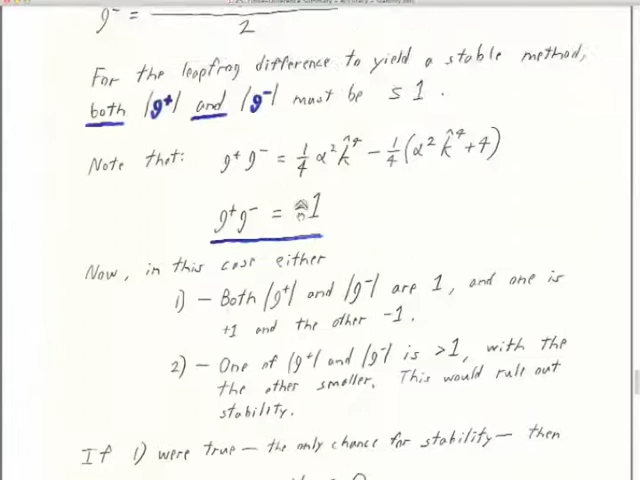 g⁻ =
2
For the leapfrog difference to yield a stable method,
both |g⁺| and |g⁻| must be ≤ 1 .
Note that: g⁺ g⁻ = 1/4 α² k̂⁴ − 1/4 (α² k̂⁴ + 4)
g⁺g⁻ = −1
Now, in this case either
1) – Both |g⁺| and |g⁻| are 1, and one is
+1 and the other −1.
2) – One of |g⁺| and |g⁻| is >1, with the
the other smaller. This would rule out
stability.
If 1) were true – the only chance for stability – then